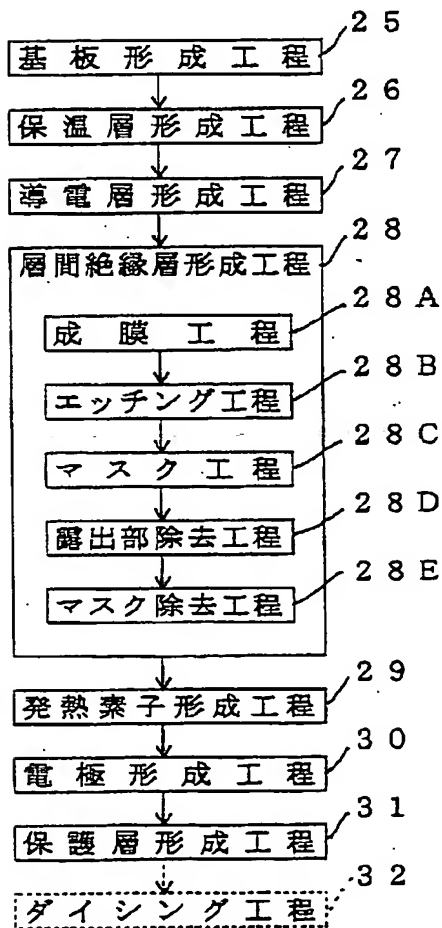 25
基板形成工程
26
保温層形成工程
27
導電層形成工程
28
層間絶縁層形成工程
28A
成膜工程
28B
エッチング工程
28C
マスク工程
28D
露出部除去工程
28E
マスク除去工程
29
発熱素子形成工程
30
電極形成工程
31
保護層形成工程
32
ダイシング工程